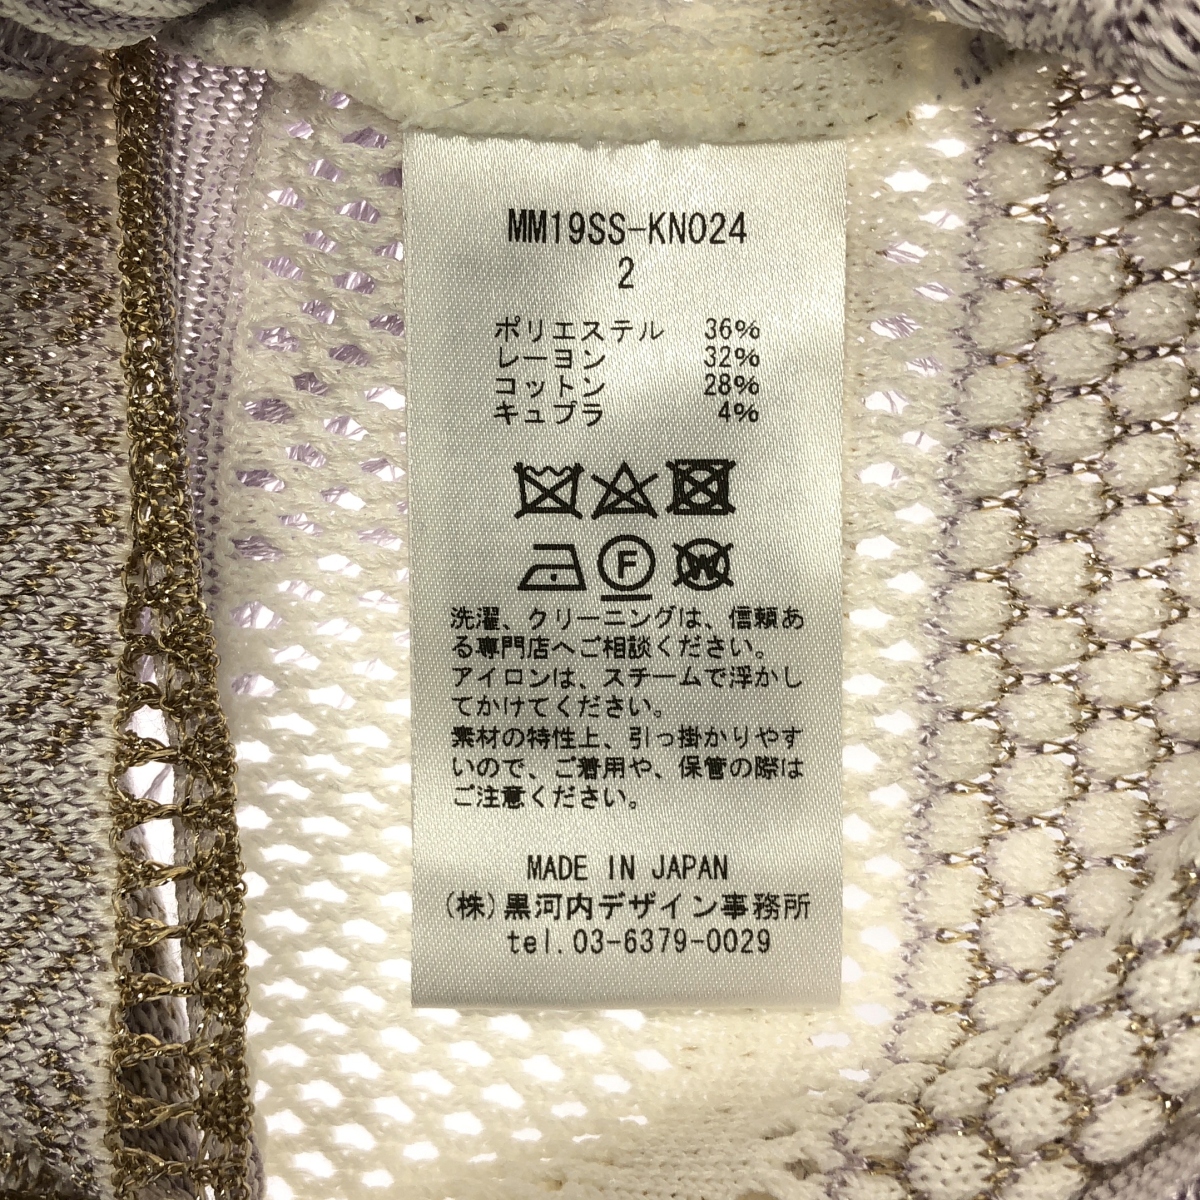 MM19SS-KN024
2
ポリエステル 36%
レーヨン 32%
コットン 28%
キュプラ 4%
F
W
洗濯、クリーニングは、信頼あ
る専門店へご相談ください。
アイロンは、スチームで浮かし
てかけてください。
素材の特性上、引っ掛かりやす
いので、ご着用や、保管の際は
ご注意ください。
MADE IN JAPAN
(株)黒河内デザイン事務所
tel.03-6379-0029